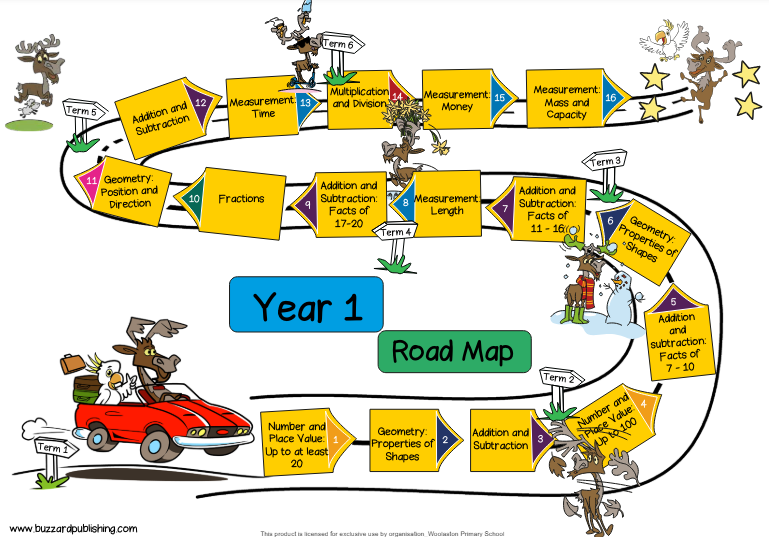 Year 1
Road Map
Term 1
Number and
Place Value:
Up to at least
20
1
Geometry:
Properties of
Shapes
2
Addition and
Subtraction
3
Term 2
Number and
Place Value:
Up to 100
4
5
Addition
and
subtraction:
Facts of
7 - 10
6
Geometry:
Properties of
Shapes
Term 3
7
Addition and
Subtraction:
Facts of
11 - 16
8
Measurement:
Length
Term 4
9
Addition and
Subtraction:
Facts of
17-20
10
Fractions
11
Geometry:
Position and
Direction
Term 5
Addition and
Subtraction
12
Measurement:
Time
13
Term 6
Multiplication
and Division
14
Measurement:
Money
15
Measurement:
Mass and
Capacity
16
www.buzzardpublishing.com
This product is licensed for exclusive use by organisation, Woolaston Primary School